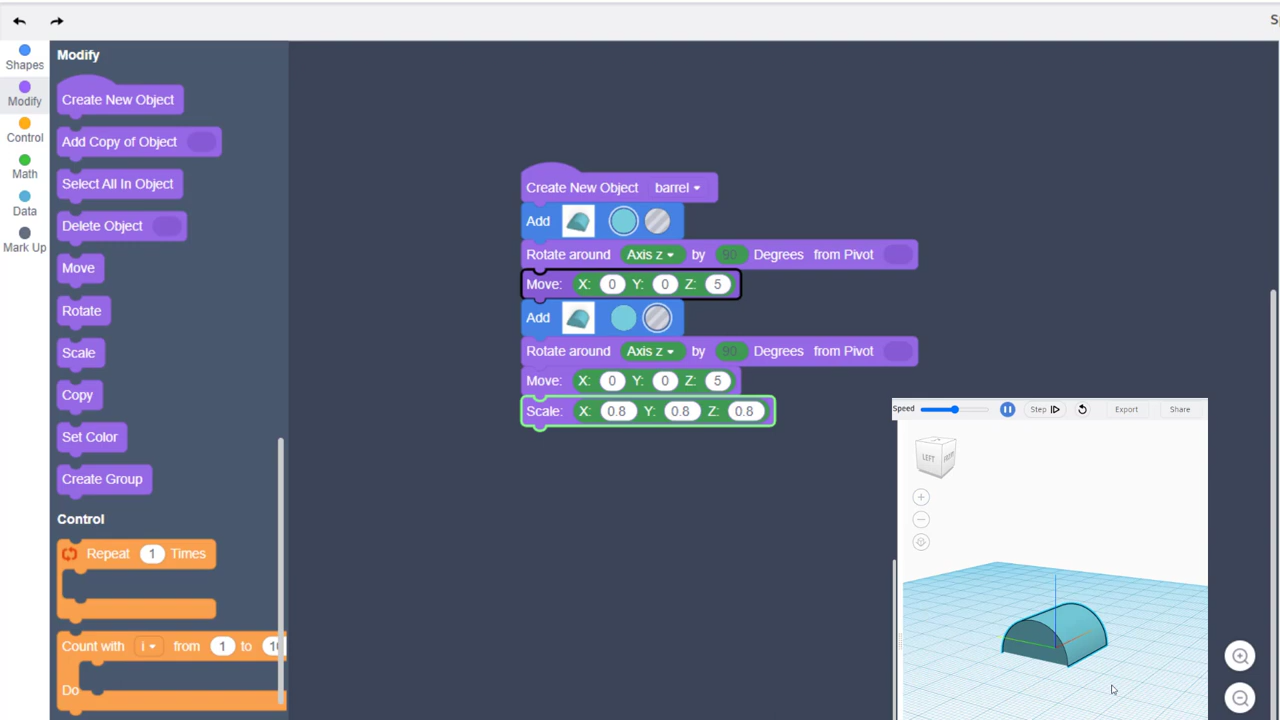 S
Shapes
Modify
Control
Math
Data
Mark Up
Modify
Create New Object
Add Copy of Object
Select All In Object
Delete Object
Move
Rotate
Scale
Copy
Set Color
Create Group
Control
Repeat 1 Times
Count with i from 1 to 10
Do
Create New Object barrel
Add
Rotate around Axis z by 90 Degrees from Pivot
Move: X: 0 Y: 0 Z: 5
Add
Rotate around Axis z by 90 Degrees from Pivot
Move: X: 0 Y: 0 Z: 5
Scale: X: 0.8 Y: 0.8 Z: 0.8
Speed Step Export Share
LEFT FRONT